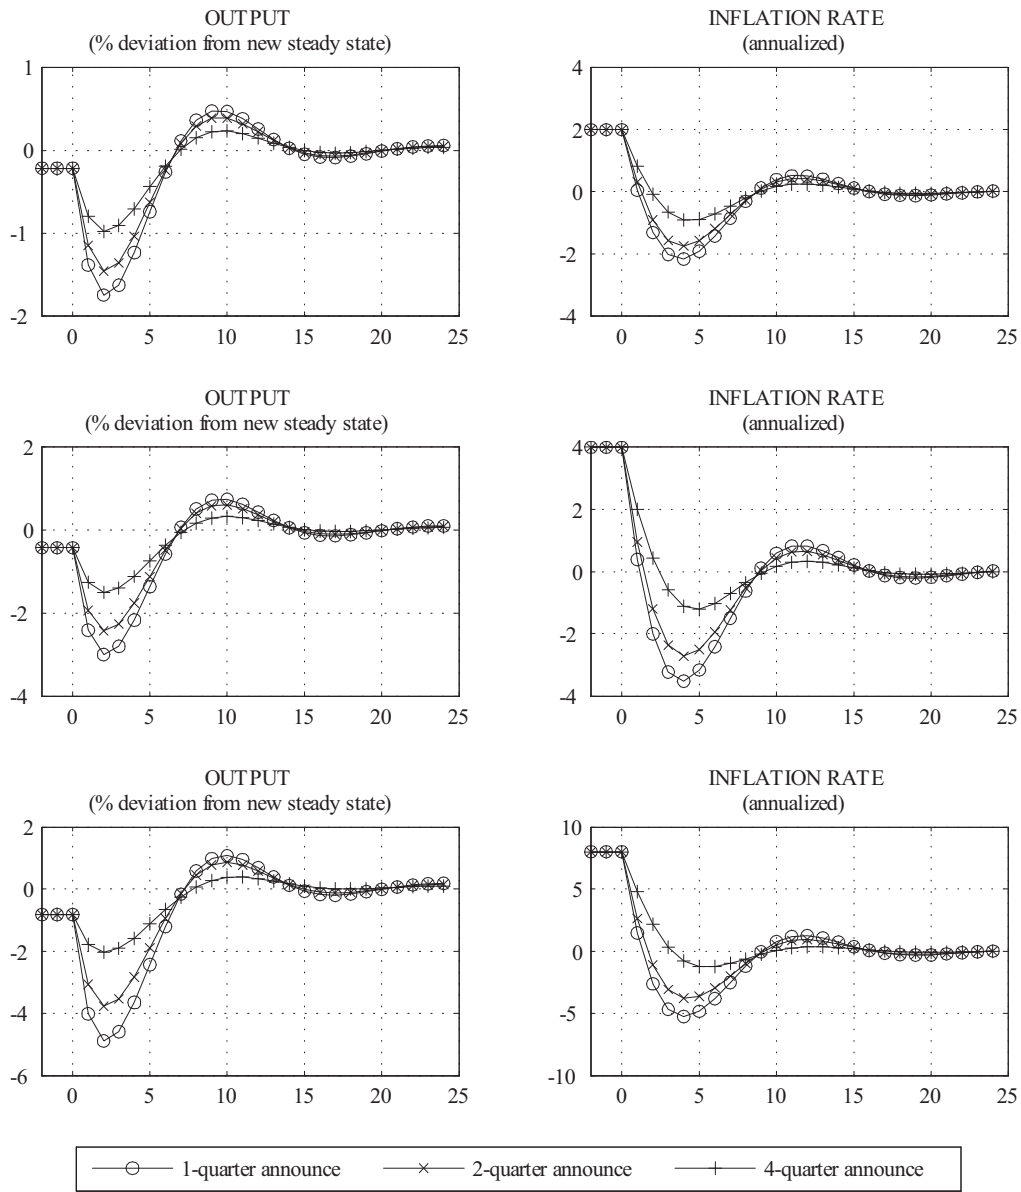 OUTPUT
(% deviation from new steady state)
INFLATION RATE
(annualized)
1
0
-1
-2
0 5 10 15 20 25
4
2
0
-2
-4
0 5 10 15 20 25
OUTPUT
(% deviation from new steady state)
INFLATION RATE
(annualized)
2
0
-2
-4
0 5 10 15 20 25
4
2
0
-2
-4
0 5 10 15 20 25
OUTPUT
(% deviation from new steady state)
INFLATION RATE
(annualized)
2
0
-2
-4
-6
0 5 10 15 20 25
10
5
0
-5
-10
0 5 10 15 20 25
1-quarter announce 2-quarter announce 4-quarter announce